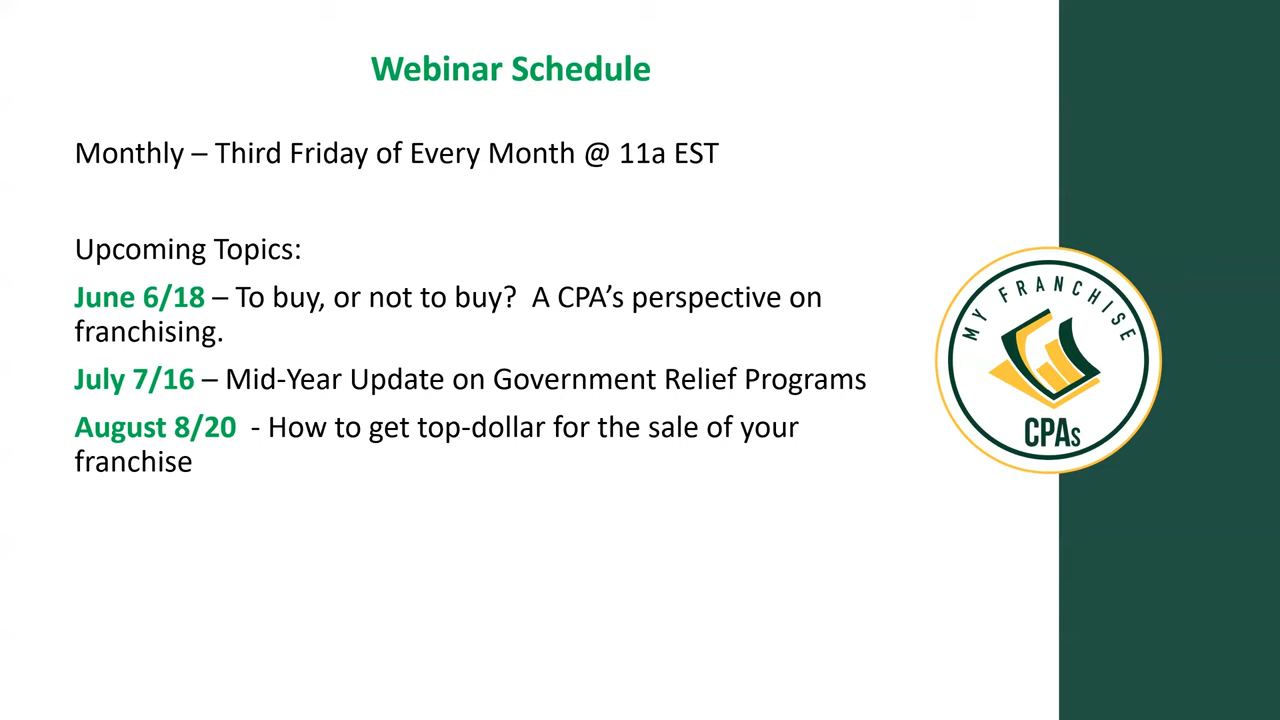 Webinar Schedule
Monthly – Third Friday of Every Month @ 11a EST
Upcoming Topics:
June 6/18 – To buy, or not to buy?  A CPA’s perspective on
franchising.
July 7/16 – Mid-Year Update on Government Relief Programs
August 8/20  - How to get top-dollar for the sale of your
franchise
MY FRANCHISE
CPAs